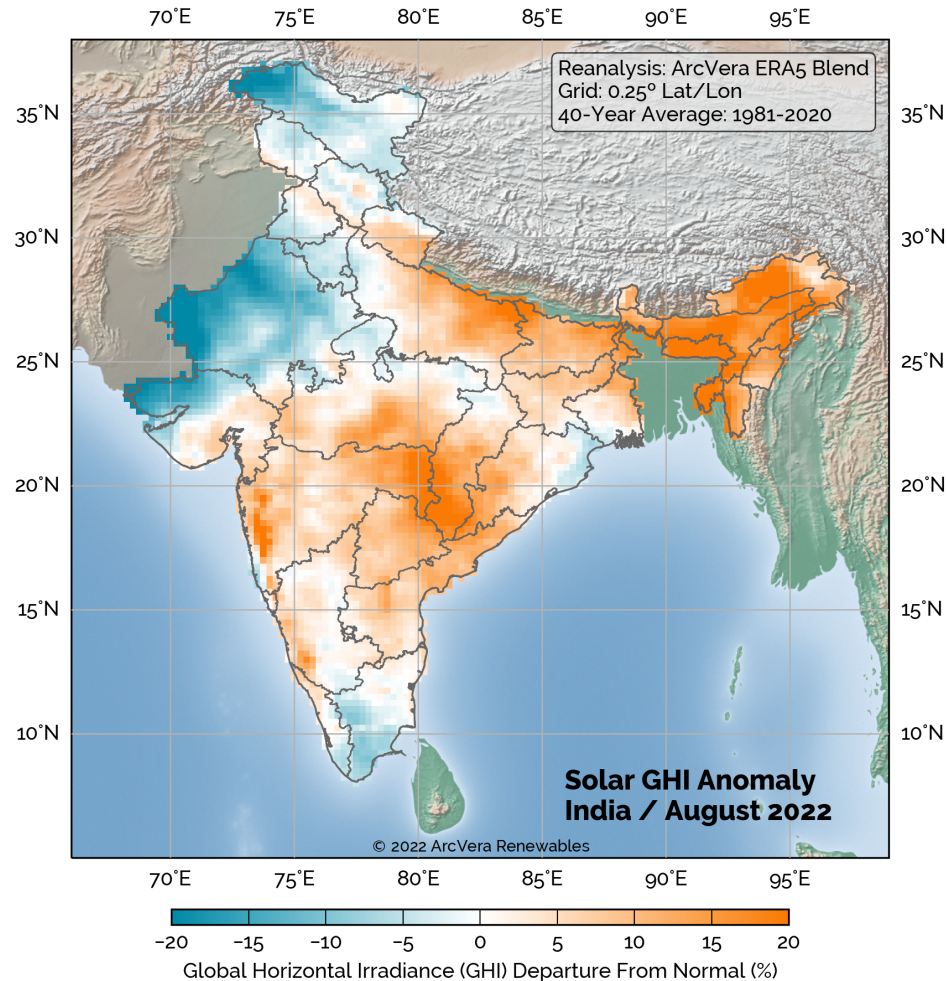 70°E 75°E 80°E 85°E 90°E 95°E
Reanalysis: ArcVera ERA5 Blend
Grid: 0.25º Lat/Lon
40-Year Average: 1981-2020
35°N 35°N
30°N 30°N
25°N 25°N
20°N 20°N
15°N 15°N
10°N 10°N
Solar GHI Anomaly
India / August 2022
© 2022 ArcVera Renewables
70°E 75°E 80°E 85°E 90°E 95°E
−20 −15 −10 −5 0 5 10 15 20
Global Horizontal Irradiance (GHI) Departure From Normal (%)